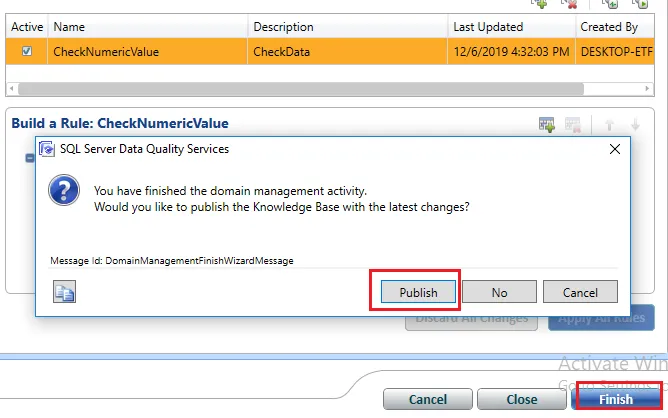 Active Name Description Last Updated Created By
CheckNumericValue CheckData 12/6/2019 4:32:03 PM DESKTOP-ETF
Build a Rule: CheckNumericValue
SQL Server Data Quality Services
You have finished the domain management activity.
Would you like to publish the Knowledge Base with the latest changes?
Message Id: DomainManagementFinishWizardMessage
Publish No Cancel
Discard All Changes Apply All Rules
Activate Win
Go to Settings to
Cancel Close Finish